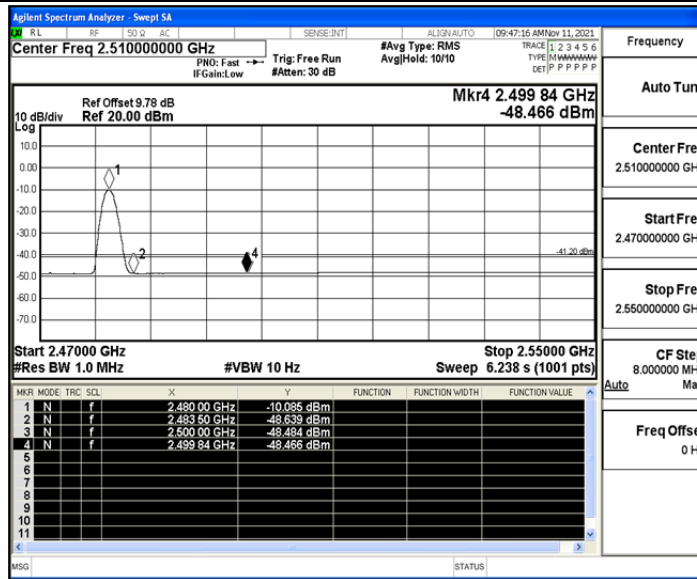 Agilent Spectrum Analyzer - Swept SA
RL RF 50 Ω AC SENSE:INT ALIGN AUTO 09:47:16 AM Nov 11, 2021
Center Freq 2.510000000 GHz
PNO: Fast
IFGain:Low
Trig: Free Run
#Atten: 30 dB
#Avg Type: RMS
Avg|Hold: 10/10
TRACE 1 2 3 4 5 6
TYPE M W W W W W
DET P P P P P P
Frequency
Ref Offset 9.78 dB
10 dB/div Ref 20.00 dBm
Log
Mkr4 2.499 84 GHz
-48.466 dBm
10.0
0.00
-10.0
-20.0
-30.0
-40.0
-50.0
-60.0
-70.0
1
2
4
-41.20 dBm
Start 2.47000 GHz Stop 2.55000 GHz
#Res BW 1.0 MHz #VBW 10 Hz Sweep 6.238 s (1001 pts)
MKR MODE TRC SCL X Y FUNCTION FUNCTION WIDTH FUNCTION VALUE
1 N f 2.480 00 GHz -10.085 dBm
2 N f 2.483 50 GHz -48.639 dBm
3 N f 2.500 00 GHz -48.484 dBm
4 N f 2.499 84 GHz -48.466 dBm
5
6
7
8
9
10
11
MSG STATUS
Auto Tun
Center Fre
2.510000000 GH
Start Fre
2.470000000 GH
Stop Fre
2.550000000 GH
CF Ste
8.000000 MH
Auto Ma
Freq Offse
0 H